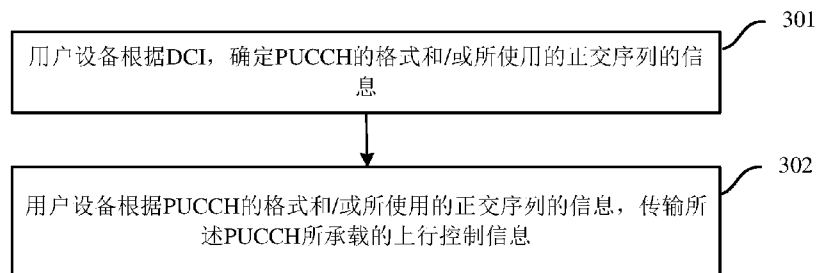 301
用户设备根据DCI，确定PUCCH的格式和/或所使用的正交序列的信
息
302
用户设备根据PUCCH的格式和/或所使用的正交序列的信息，传输所
述PUCCH所承载的上行控制信息